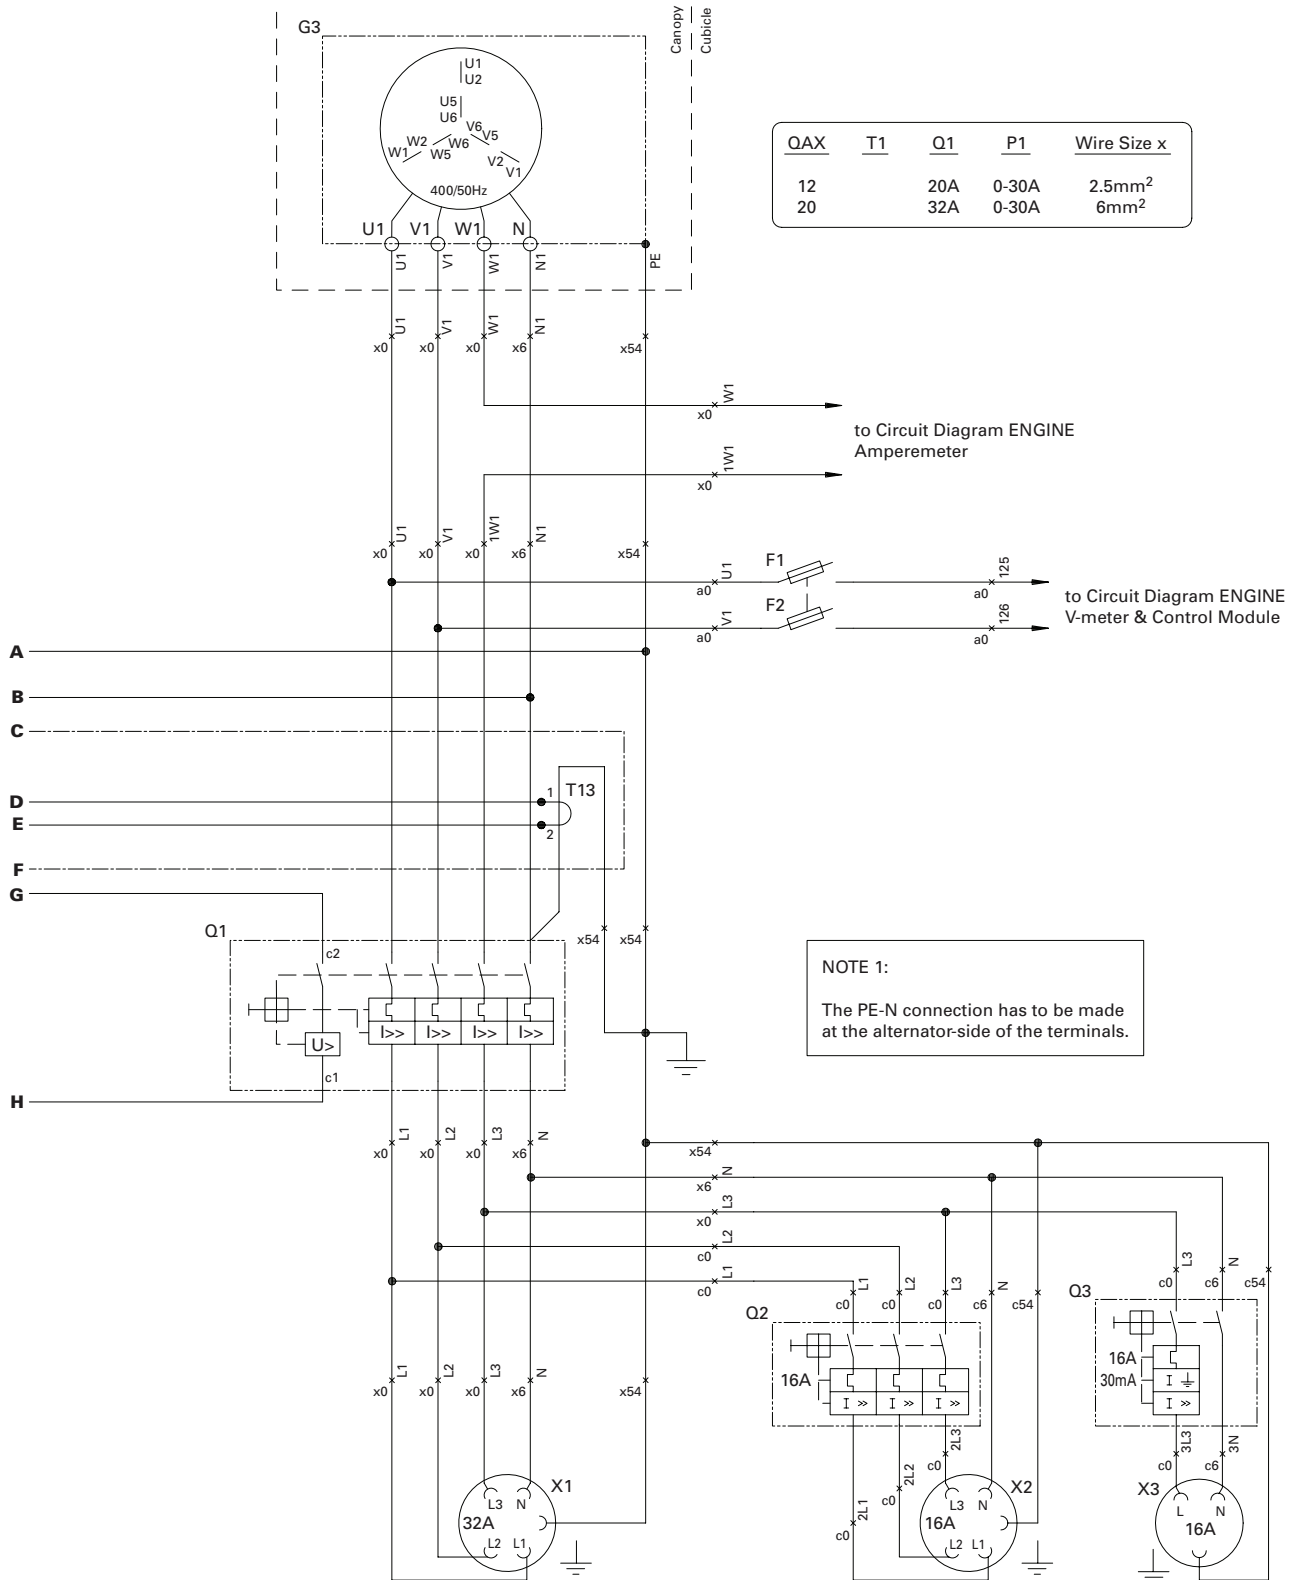 G3
Canopy
Cubicle
U1
U2
U5
U6
V6
V5
W2
W6
W1
W5
V2
V1
400/50Hz
U1 V1 W1 N
U1 V1 W1 N1 PE
QAX T1 Q1 P1 Wire Size x
12 20A 0-30A 2.5mm²
20 32A 0-30A 6mm²
U1 V1 W1 N1
x0 x0 x0 x6 x54
W1
x0
to Circuit Diagram ENGINE
Amperemeter
1W1
x0
U1 V1 1W1 N1
x0 x0 x0 x6 x54
F1
U1 125
a0 a0
to Circuit Diagram ENGINE
V-meter & Control Module
F2
V1 126
a0 a0
A
B
C
D
1
T13
E
2
F
G
Q1
x54 x54
c2
I>> I>> I>> I>>
U>
c1
H
NOTE 1:
The PE-N connection has to be made
at the alternator-side of the terminals.
L1 L2 L3 N
x0 x0 x0 x6
x54
N
x6
L3
x0
L2
c0
L1
c0
L1 L2 L3 N
c0 c0 c0 c6 c54
L3 N
c0 c6 c54
Q2
16A
I >> I >> I >>
Q3
16A
30mA
I
I >>
L1 L2 L3 N
x0 x0 x0 x6 x54
2L3
c0
2L2
c0
2L1
c0
3L3 3N
c0 c6
X1
L3 N
32A
L2 L1
X2
L3 N
16A
L2 L1
X3
L N
16A